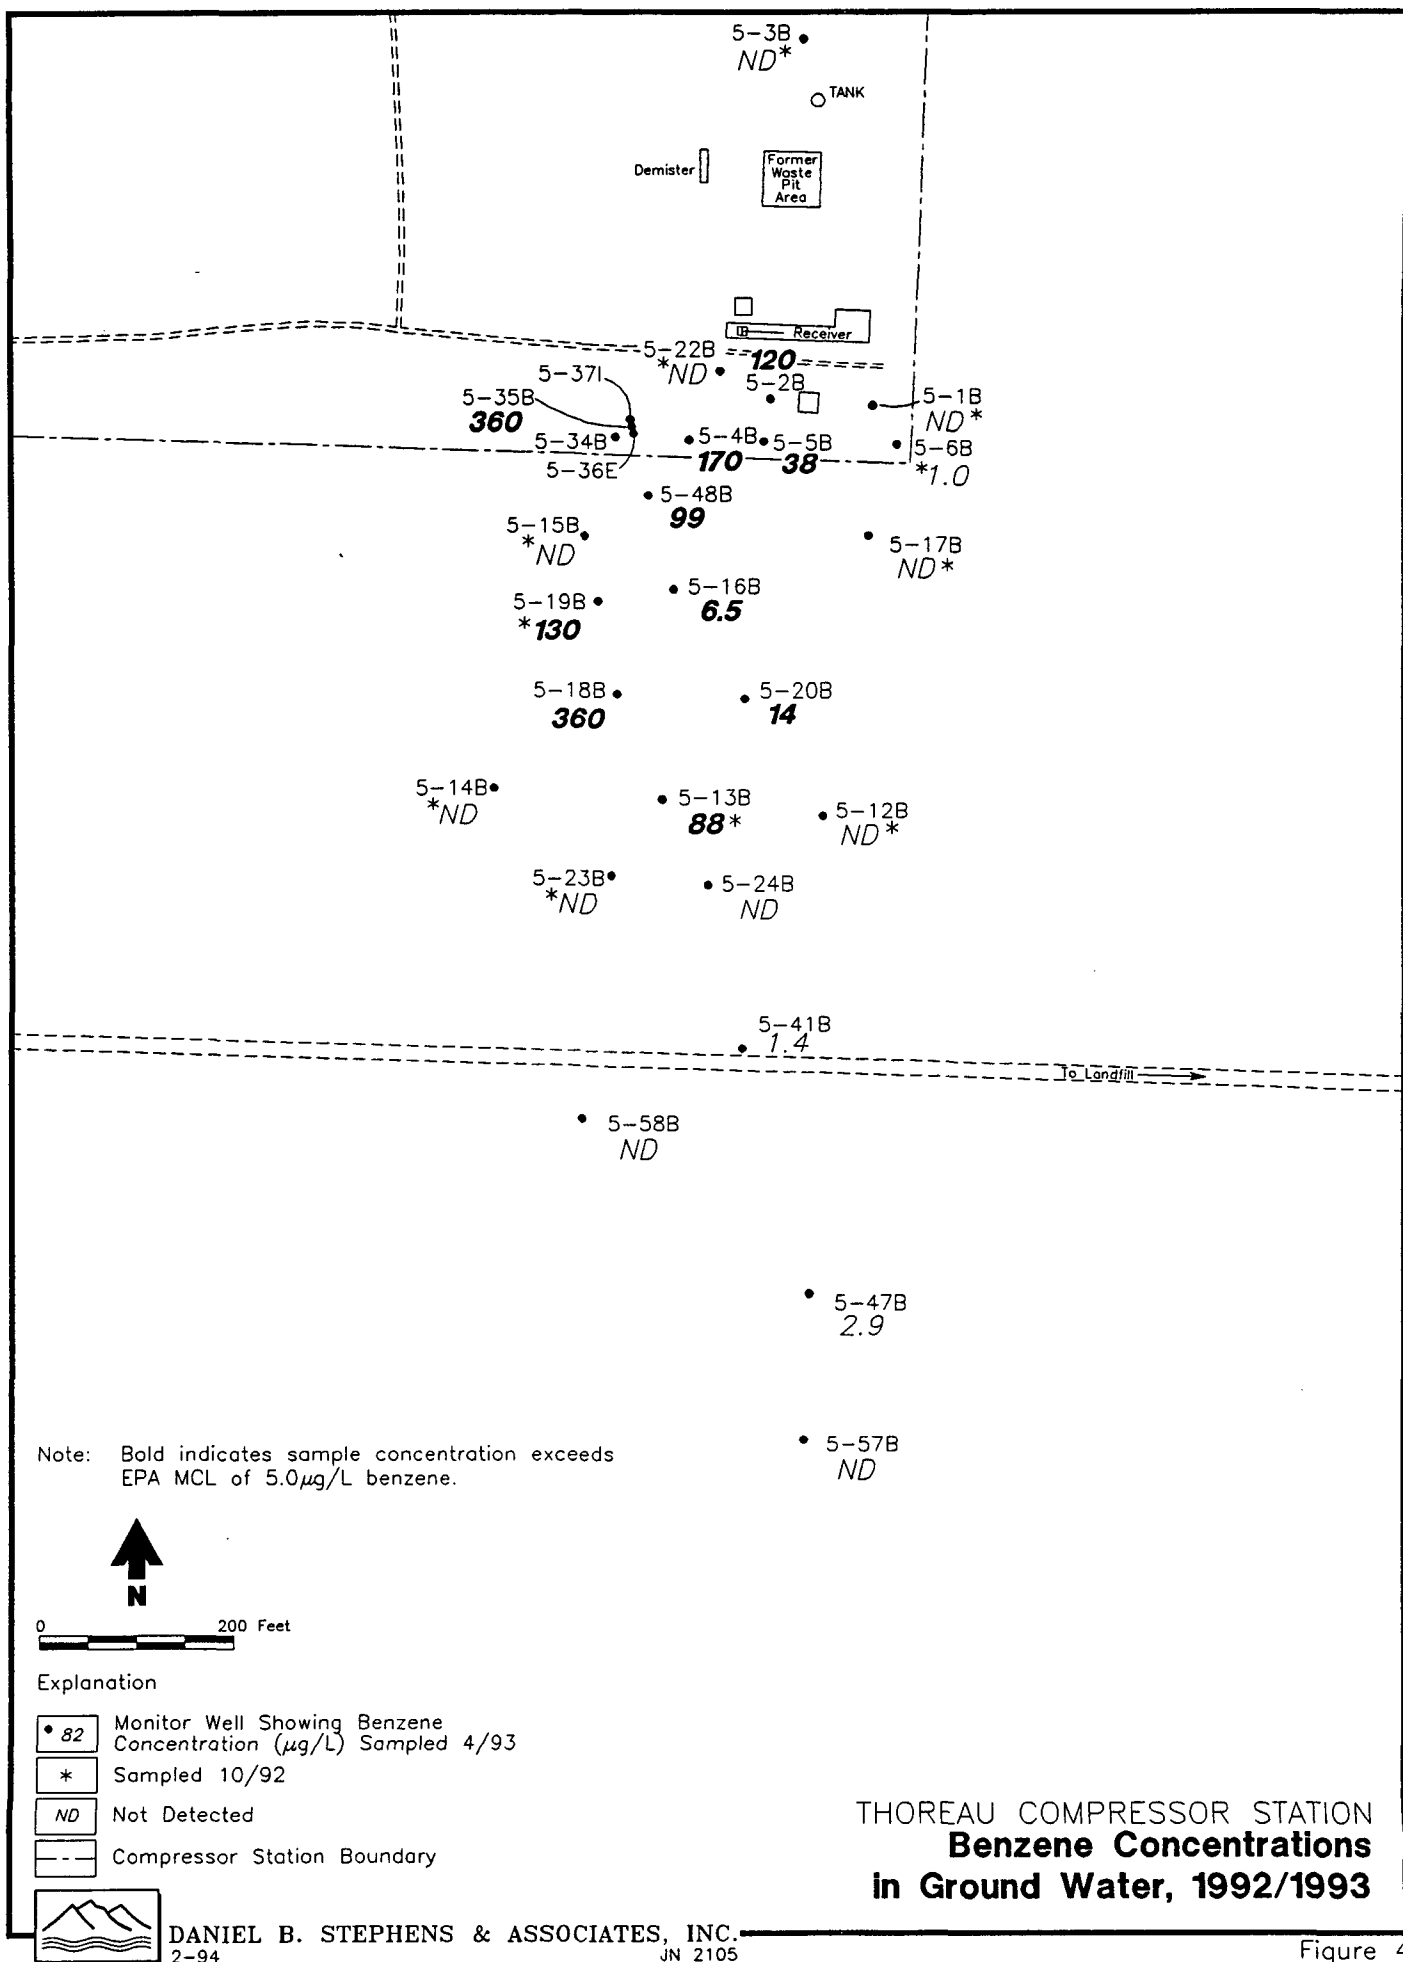 5-3B
ND*
TANK
Demister
Former
Waste
Pit
Area
Receiver
5-22B
*ND
120
5-2B
5-37I
5-35B
360
5-34B
5-36E
5-4B
170
5-5B
38
5-1B
ND*
5-6B
*1.0
5-48B
99
5-15B
*ND
5-17B
ND*
5-16B
6.5
5-19B
*130
5-18B
360
5-20B
14
5-14B
*ND
5-13B
88*
5-12B
ND*
5-23B
*ND
5-24B
ND
5-41B
1.4
To Landfill
5-58B
ND
5-47B
2.9
5-57B
ND
Note: Bold indicates sample concentration exceeds
EPA MCL of 5.0µg/L benzene.
N
0 200 Feet
Explanation
82 Monitor Well Showing Benzene
Concentration (µg/L) Sampled 4/93
* Sampled 10/92
ND Not Detected
Compressor Station Boundary
THOREAU COMPRESSOR STATION
Benzene Concentrations
in Ground Water, 1992/1993
DANIEL B. STEPHENS & ASSOCIATES, INC.
2-94 JN 2105
Figure 4